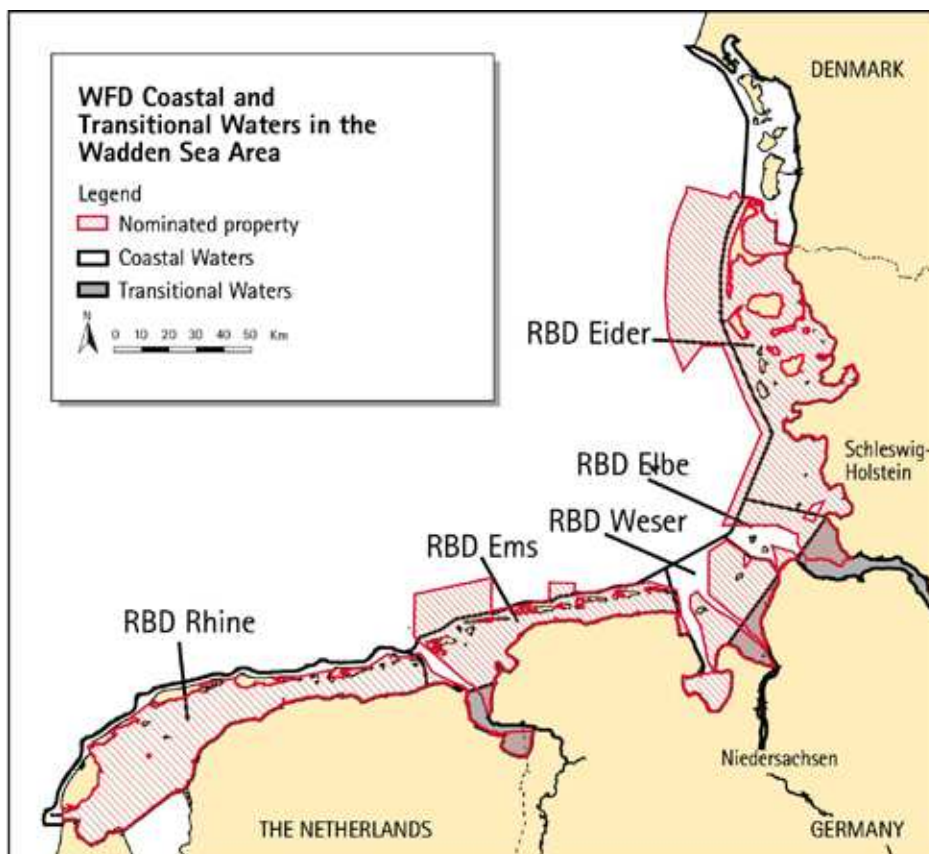 WFD Coastal and
Transitional Waters in the
Wadden Sea Area
Legend
Nominated property
Coastal Waters
Transitional Waters
N
0 10 20 30 40 50 Km
DENMARK
RBD Eider
Schleswig-
Holstein
RBD Elbe
RBD Weser
RBD Ems
RBD Rhine
Niedersachsen
THE NETHERLANDS
GERMANY